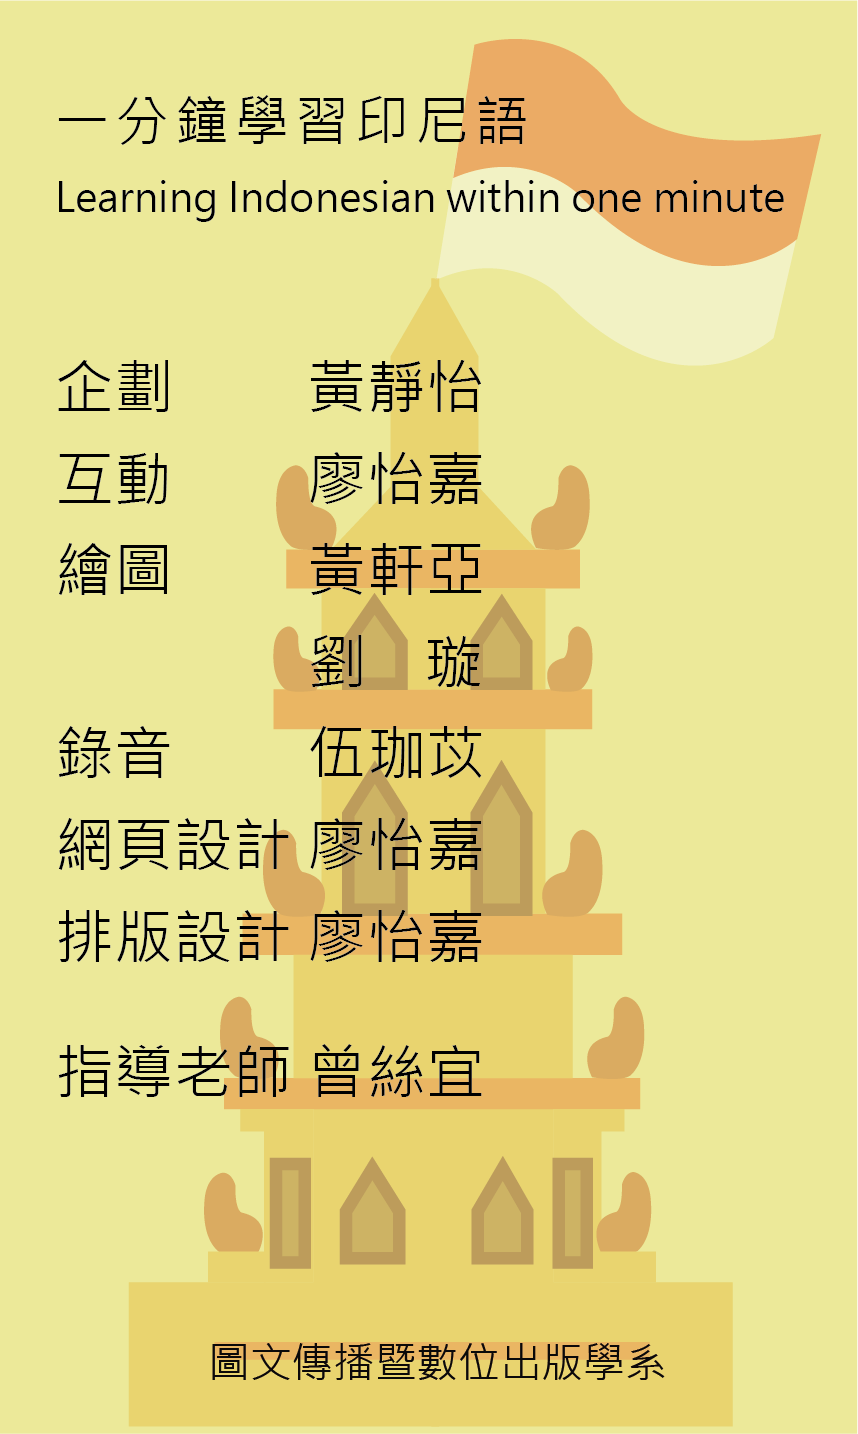 一分鐘學習印尼語
Learning Indonesian within one minute
企劃 黃靜怡
互動 廖怡嘉
繪圖 黃軒亞
劉 璇
錄音 伍珈苡
網頁設計 廖怡嘉
排版設計 廖怡嘉
指導老師 曾絲宜
圖文傳播暨數位出版學系